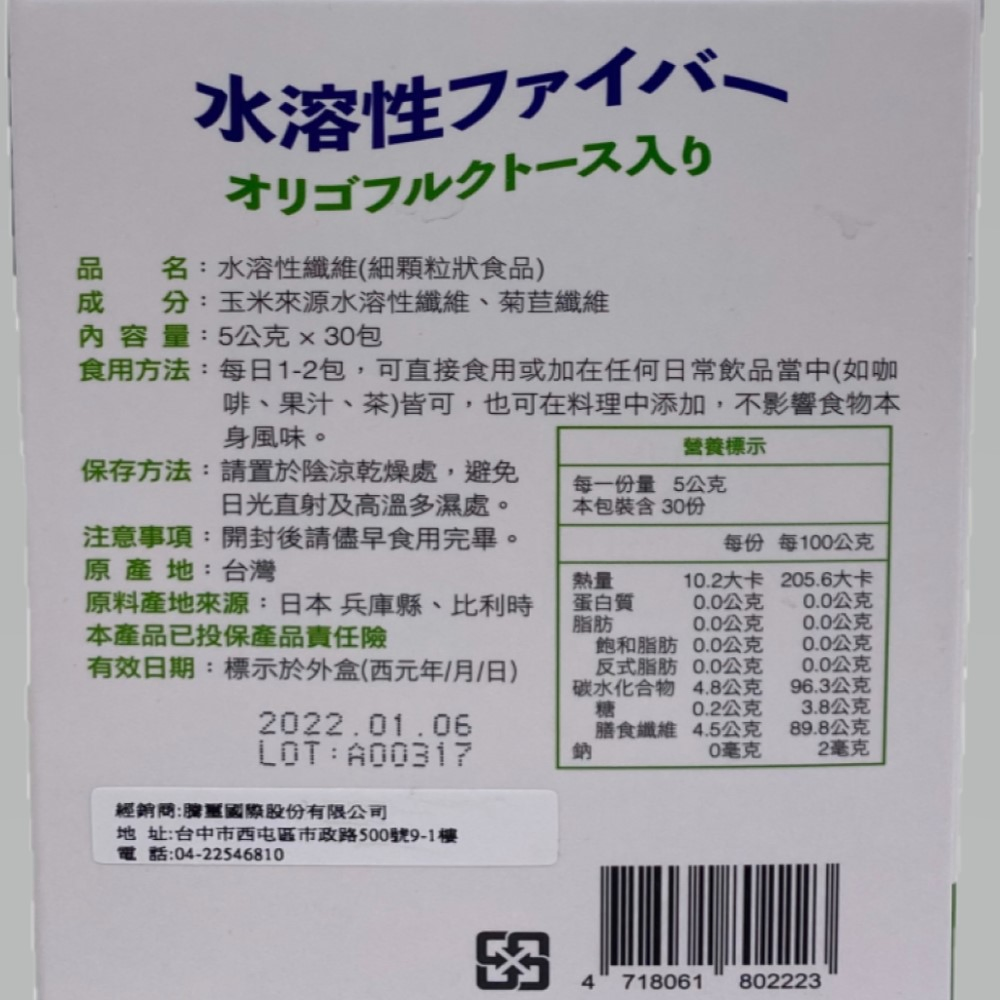 水溶性ファイバー
オリゴフルクトース入り
品　　名：水溶性纖維(細顆粒狀食品)
成　　分：玉米來源水溶性纖維、菊苣纖維
內 容 量：5公克 × 30包
食用方法：每日1-2包，可直接食用或加在任何日常飲品當中(如咖
啡、果汁、茶)皆可，也可在料理中添加，不影響食物本
身風味。
保存方法：請置於陰涼乾燥處，避免
日光直射及高溫多濕處。
注意事項：開封後請儘早食用完畢。
原 產 地：台灣
原料產地來源：日本 兵庫縣、比利時
本產品已投保產品責任險
有效日期：標示於外盒(西元年/月/日)
2022.01.06
LOT:A00317
營養標示
每一份量 5公克
本包裝含 30份
每份 每100公克
熱量 10.2大卡 205.6大卡
蛋白質 0.0公克 0.0公克
脂肪 0.0公克 0.0公克
飽和脂肪 0.0公克 0.0公克
反式脂肪 0.0公克 0.0公克
碳水化合物 4.8公克 96.3公克
糖 0.2公克 3.8公克
膳食纖維 4.5公克 89.8公克
鈉 0毫克 2毫克
經銷商:騰璽國際股份有限公司
地 址:台中市西屯區市政路500號9-1樓
電 話:04-22546810
4 718061 802223